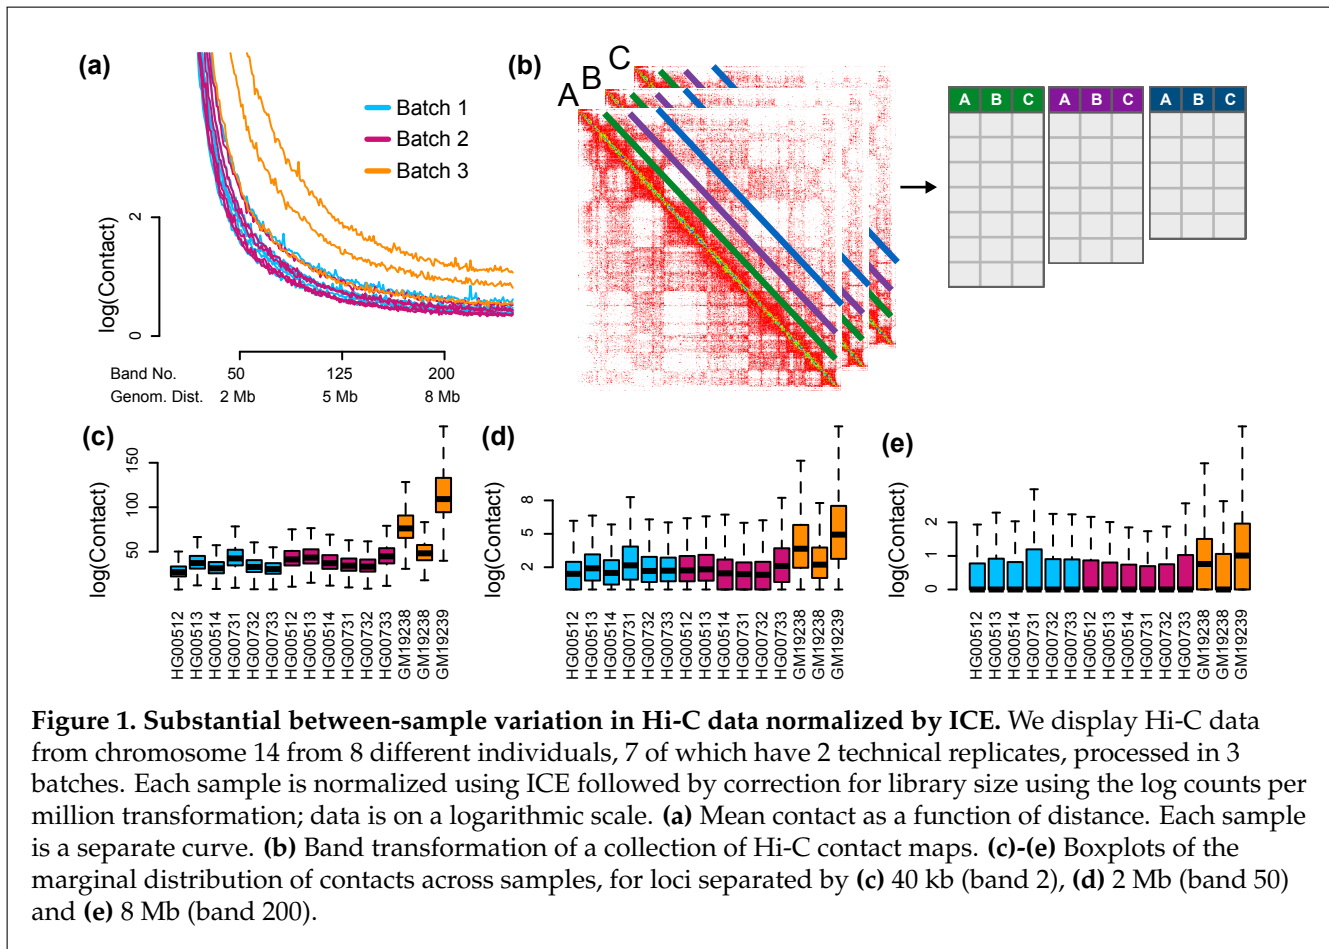 (a)
Batch 1
Batch 2
Batch 3
log(Contact)
2
0
Band No. 50 125 200
Genom. Dist. 2 Mb 5 Mb 8 Mb
(b)
C
B
A
A B C
A B C
A B C
(c)
log(Contact)
150
100
50
HG00512
HG00513
HG00514
HG00731
HG00732
HG00733
HG00512
HG00513
HG00514
HG00731
HG00732
HG00733
GM19238
GM19238
GM19239
(d)
log(Contact)
8
5
2
HG00512
HG00513
HG00514
HG00731
HG00732
HG00733
HG00512
HG00513
HG00514
HG00731
HG00732
HG00733
GM19238
GM19238
GM19239
(e)
log(Contact)
2
1
0
HG00512
HG00513
HG00514
HG00731
HG00732
HG00733
HG00512
HG00513
HG00514
HG00731
HG00732
HG00733
GM19238
GM19238
GM19239
Figure 1. Substantial between-sample variation in Hi-C data normalized by ICE. We display Hi-C data
from chromosome 14 from 8 different individuals, 7 of which have 2 technical replicates, processed in 3
batches. Each sample is normalized using ICE followed by correction for library size using the log counts per
million transformation; data is on a logarithmic scale. (a) Mean contact as a function of distance. Each sample
is a separate curve. (b) Band transformation of a collection of Hi-C contact maps. (c)-(e) Boxplots of the
marginal distribution of contacts across samples, for loci separated by (c) 40 kb (band 2), (d) 2 Mb (band 50)
and (e) 8 Mb (band 200).